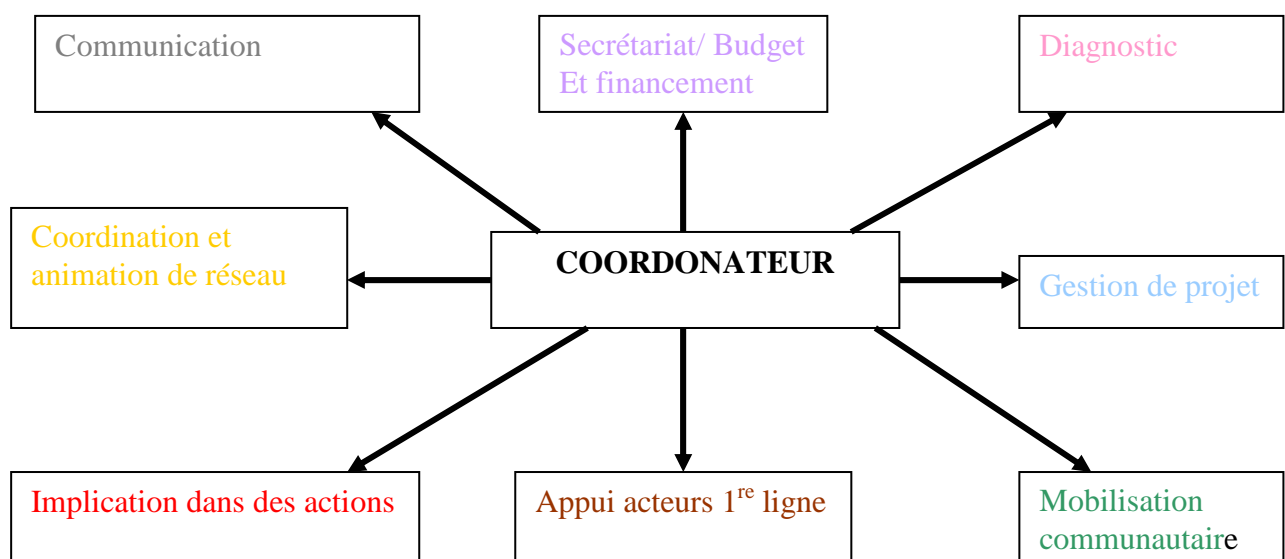 Communication
Secrétariat/ Budget
Et financement
Diagnostic
Coordination et
animation de réseau
COORDONATEUR
Gestion de projet
Implication dans des actions
Appui acteurs 1re ligne
Mobilisation
communautaire